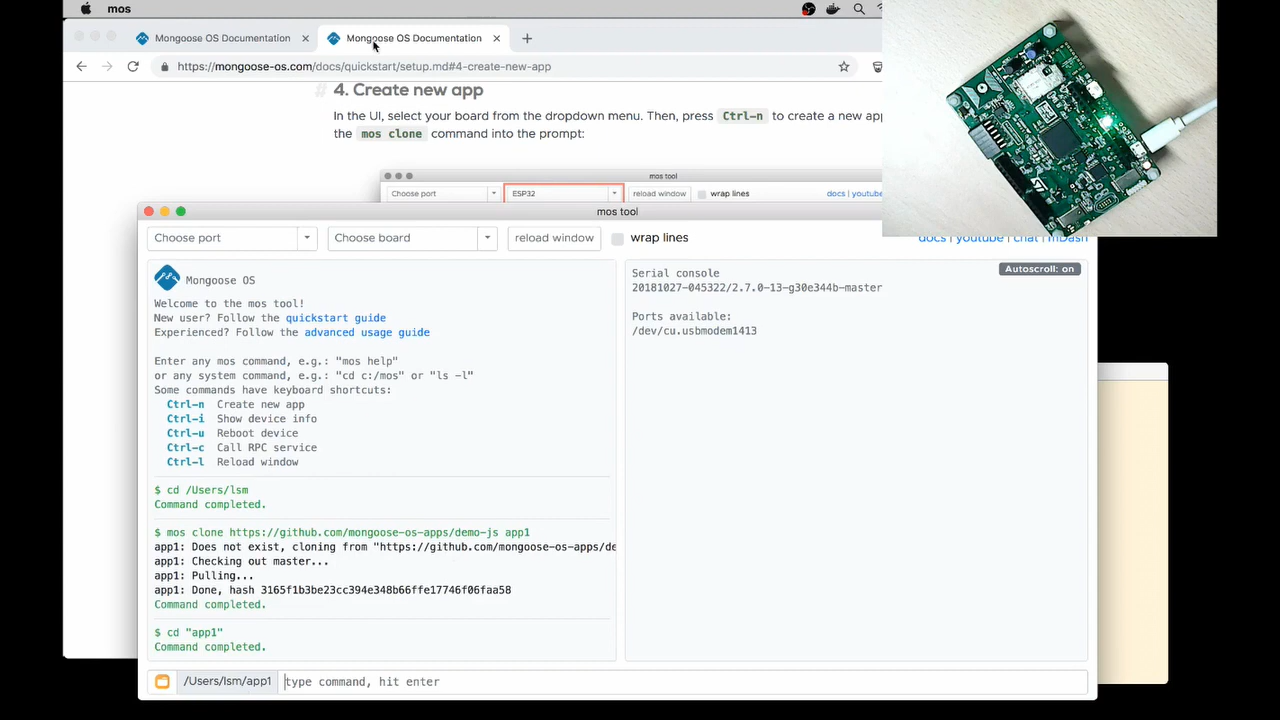 mos
Mongoose OS Documentation
Mongoose OS Documentation
https://mongoose-os.com/docs/quickstart/setup.md#4-create-new-app
# 4. Create new app
In the UI, select your board from the dropdown menu. Then, press Ctrl-n to create a new app
the mos clone command into the prompt:
mos tool
Choose port ESP32 reload window wrap lines docs | youtube
mos tool
Choose port Choose board reload window wrap lines docs | youtube | chat | mDash
Mongoose OS
Welcome to the mos tool!
New user? Follow the quickstart guide
Experienced? Follow the advanced usage guide
Enter any mos command, e.g.: "mos help"
or any system command, e.g.: "cd c:/mos" or "ls -l"
Some commands have keyboard shortcuts:
Ctrl-n Create new app
Ctrl-i Show device info
Ctrl-u Reboot device
Ctrl-c Call RPC service
Ctrl-l Reload window
$ cd /Users/lsm
Command completed.
$ mos clone https://github.com/mongoose-os-apps/demo-js app1
app1: Does not exist, cloning from "https://github.com/mongoose-os-apps/de
app1: Checking out master...
app1: Pulling...
app1: Done, hash 3165f1b3be23cc394e348b66ffe17746f06faa58
Command completed.
$ cd "app1"
Command completed.
Serial console
Autoscroll: on
20181027-045322/2.7.0-13-g30e344b-master
Ports available:
/dev/cu.usbmodem1413
/Users/lsm/app1 type command, hit enter